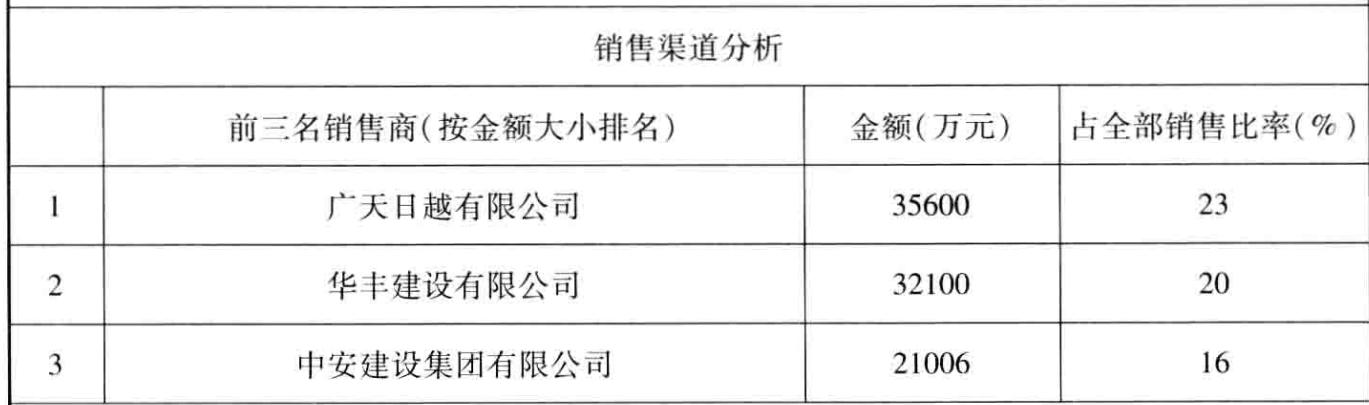 销售渠道分析
前三名销售商(按金额大小排名) 金额(万元) 占全部销售比率(%)
1 广天日越有限公司 35600 23
2 华丰建设有限公司 32100 20
3 中安建设集团有限公司 21006 16